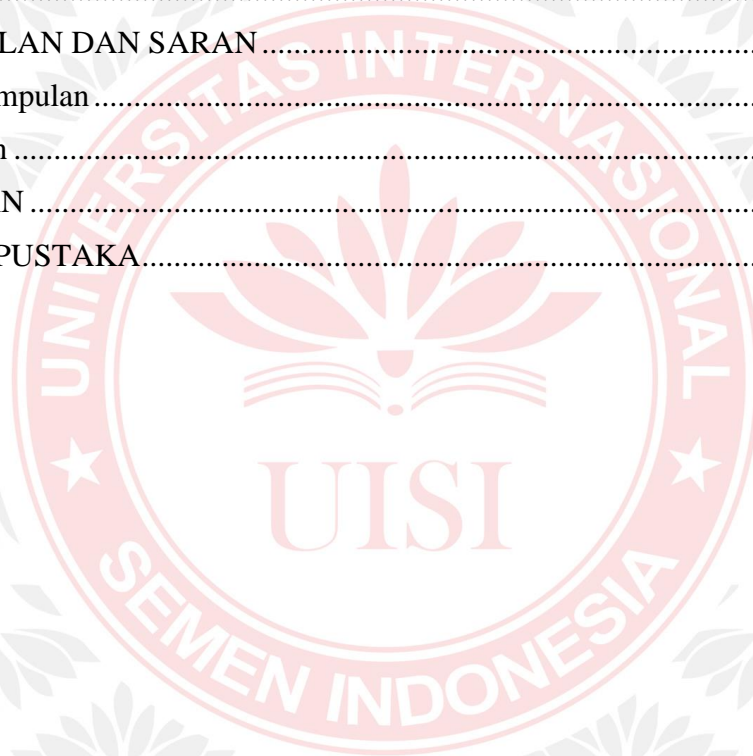 LAN DAN SARAN........................................................................
mpulan........................................................................
n........................................................................
N........................................................................
PUSTAKA........................................................................
UNIVERSITAS INTERNASIONAL
UISI
SEMEN INDONESIA